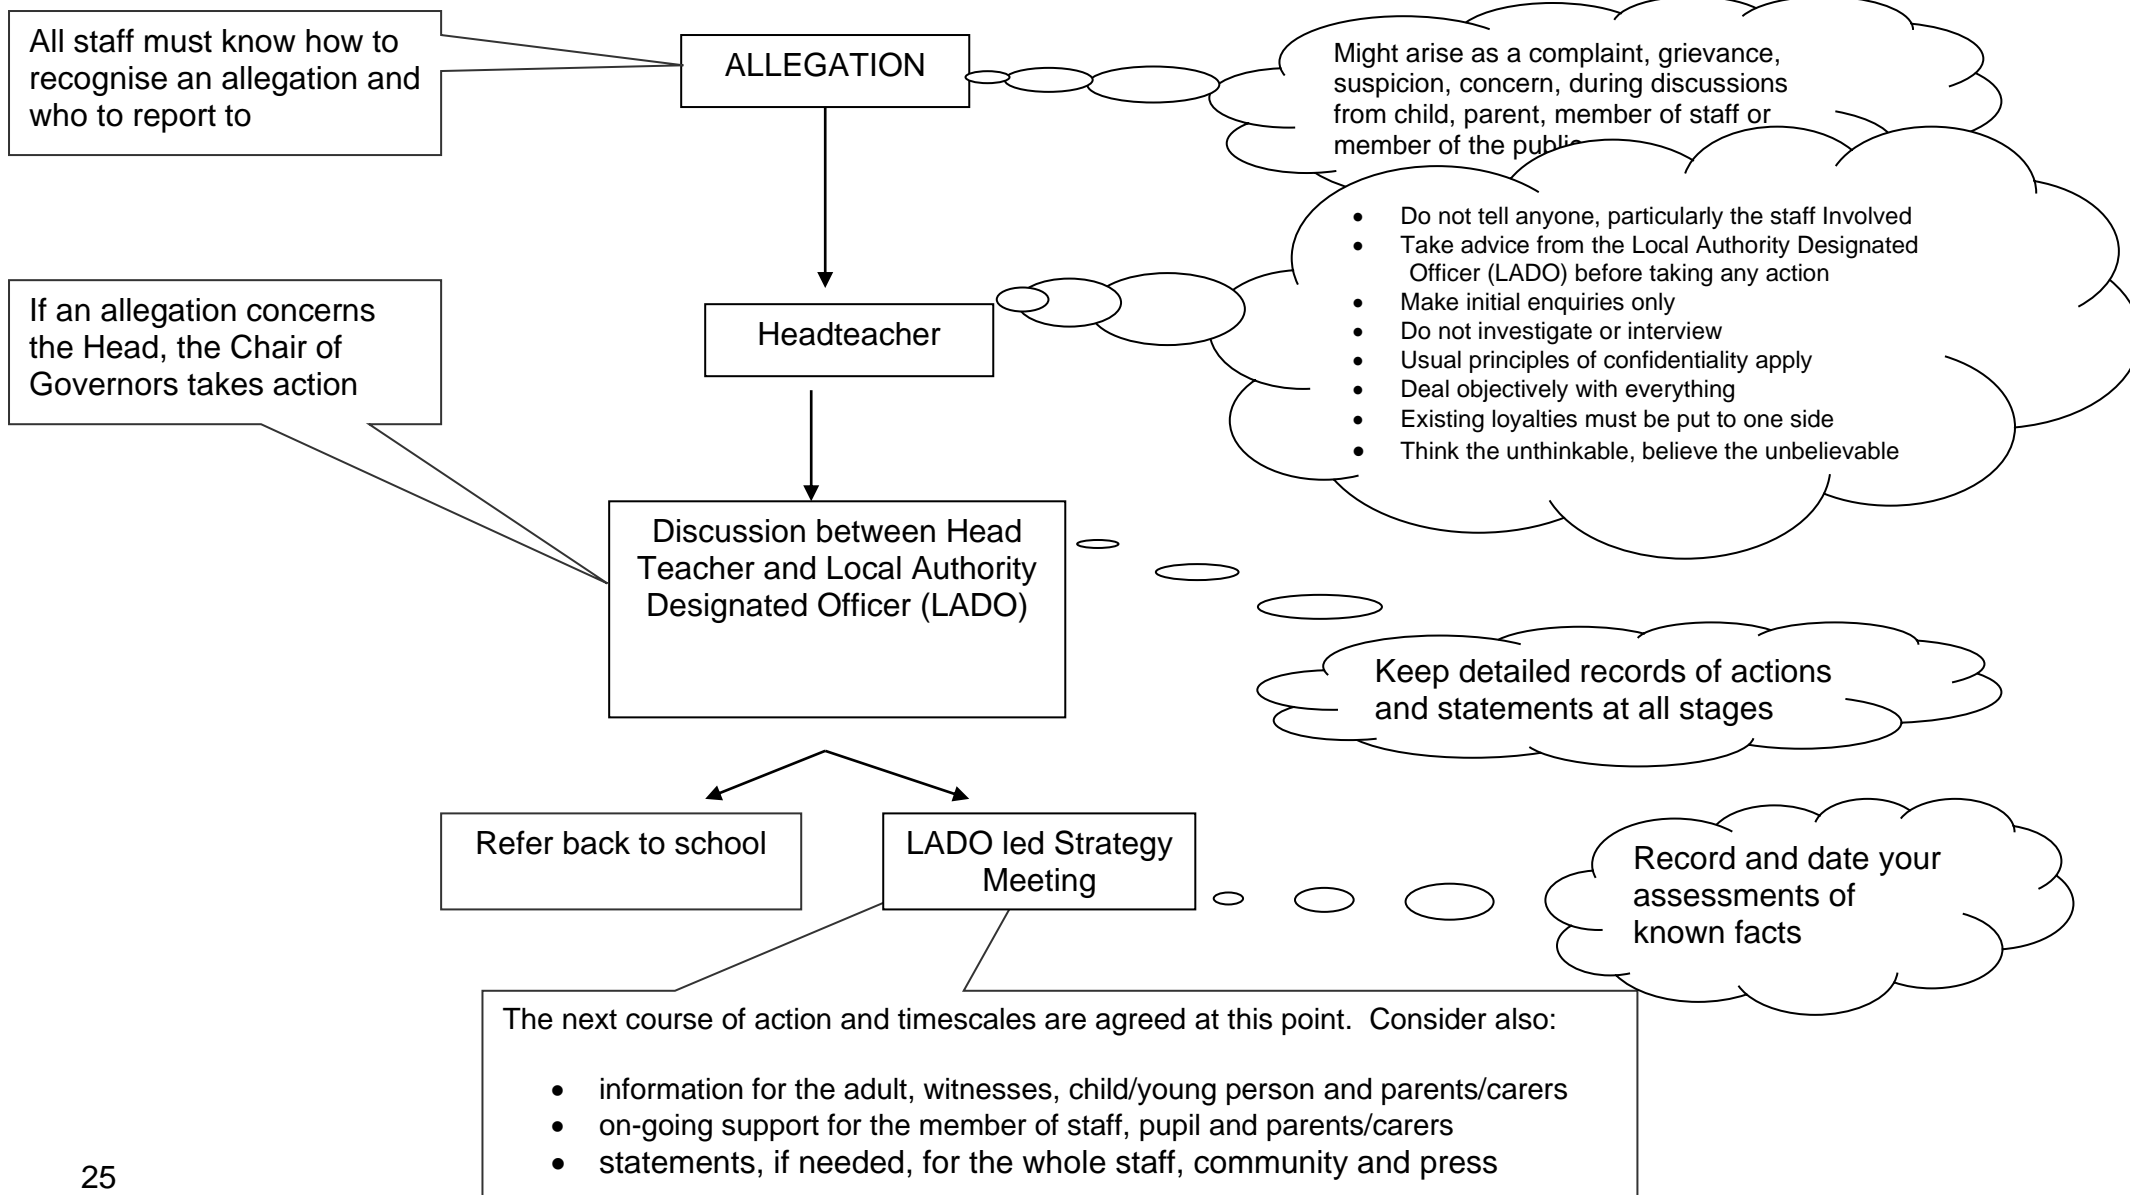 All staff must know how to
recognise an allegation and
who to report to
ALLEGATION
Might arise as a complaint, grievance,
suspicion, concern, during discussions
from child, parent, member of staff or
member of the public
If an allegation concerns
the Head, the Chair of
Governors takes action
Headteacher
• Do not tell anyone, particularly the staff Involved
• Take advice from the Local Authority Designated
Officer (LADO) before taking any action
• Make initial enquiries only
• Do not investigate or interview
• Usual principles of confidentiality apply
• Deal objectively with everything
• Existing loyalties must be put to one side
• Think the unthinkable, believe the unbelievable
Discussion between Head
Teacher and Local Authority
Designated Officer (LADO)
Keep detailed records of actions
and statements at all stages
Refer back to school
LADO led Strategy
Meeting
Record and date your
assessments of
known facts
The next course of action and timescales are agreed at this point.  Consider also:
• information for the adult, witnesses, child/young person and parents/carers
• on-going support for the member of staff, pupil and parents/carers
• statements, if needed, for the whole staff, community and press
25